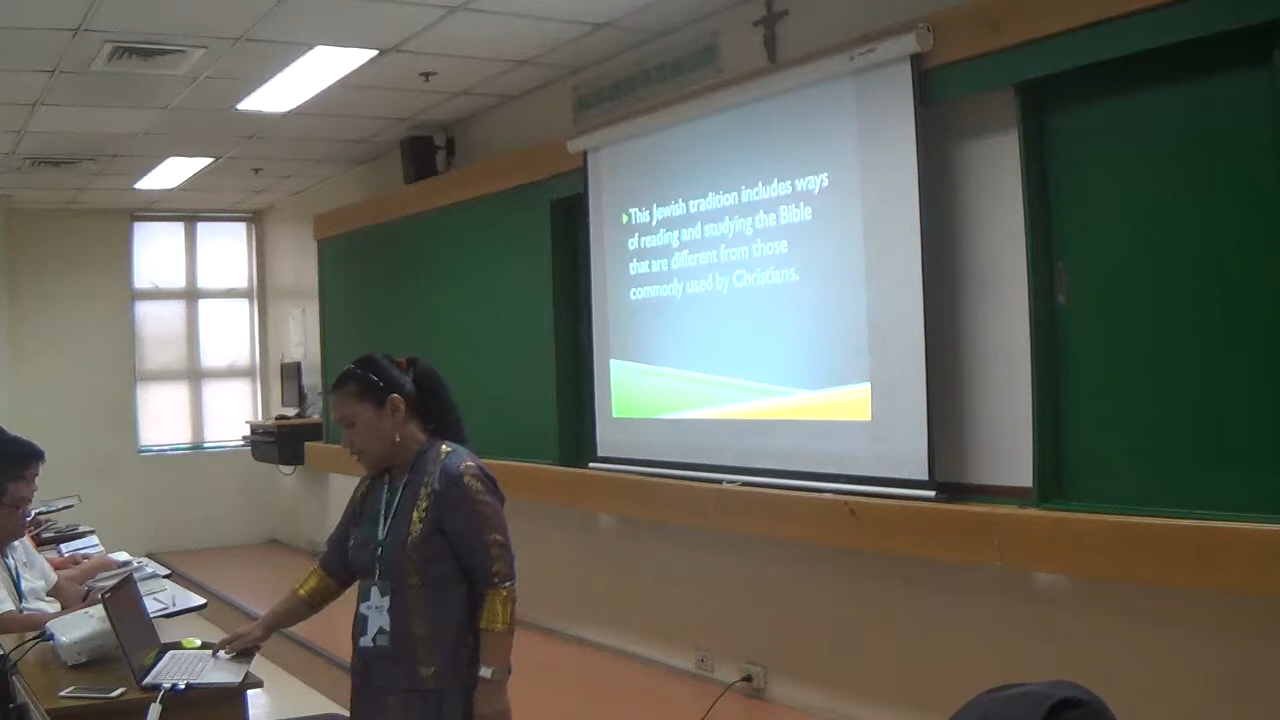 This Jewish tradition includes ways
of reading and studying the Bible
that are different from those
commonly used by Christians.